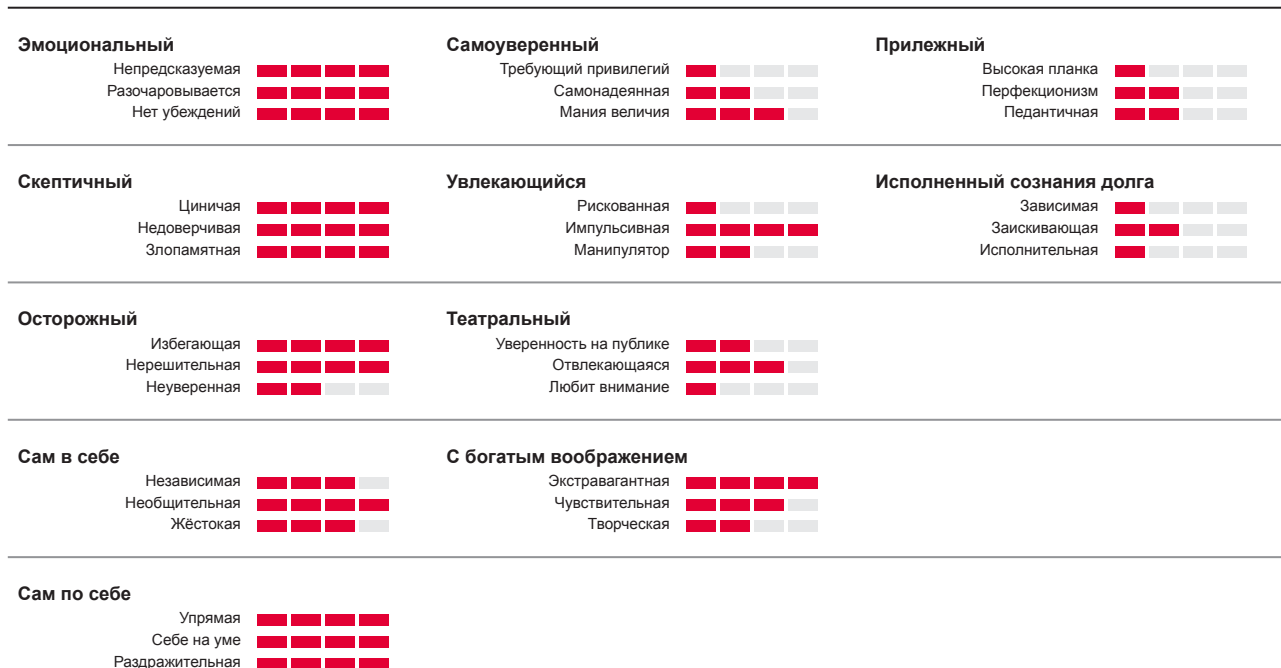 Эмоциональный
Непредсказуемая
Разочаровывается
Нет убеждений
Самоуверенный
Требующий привилегий
Самонадеянная
Мания величия
Прилежный
Высокая планка
Перфекционизм
Педантичная
Скептичный
Циничая
Недоверчивая
Злопамятная
Увлекающийся
Рискованная
Импульсивная
Манипулятор
Исполненный сознания долга
Зависимая
Заискивающая
Исполнительная
Осторожный
Избегающая
Нерешительная
Неуверенная
Театральный
Уверенность на публике
Отвлекающаяся
Любит внимание
Сам в себе
Независимая
Необщительная
Жёстокая
С богатым воображением
Экстравагантная
Чувствительная
Творческая
Сам по себе
Упрямая
Себе на уме
Раздражительная